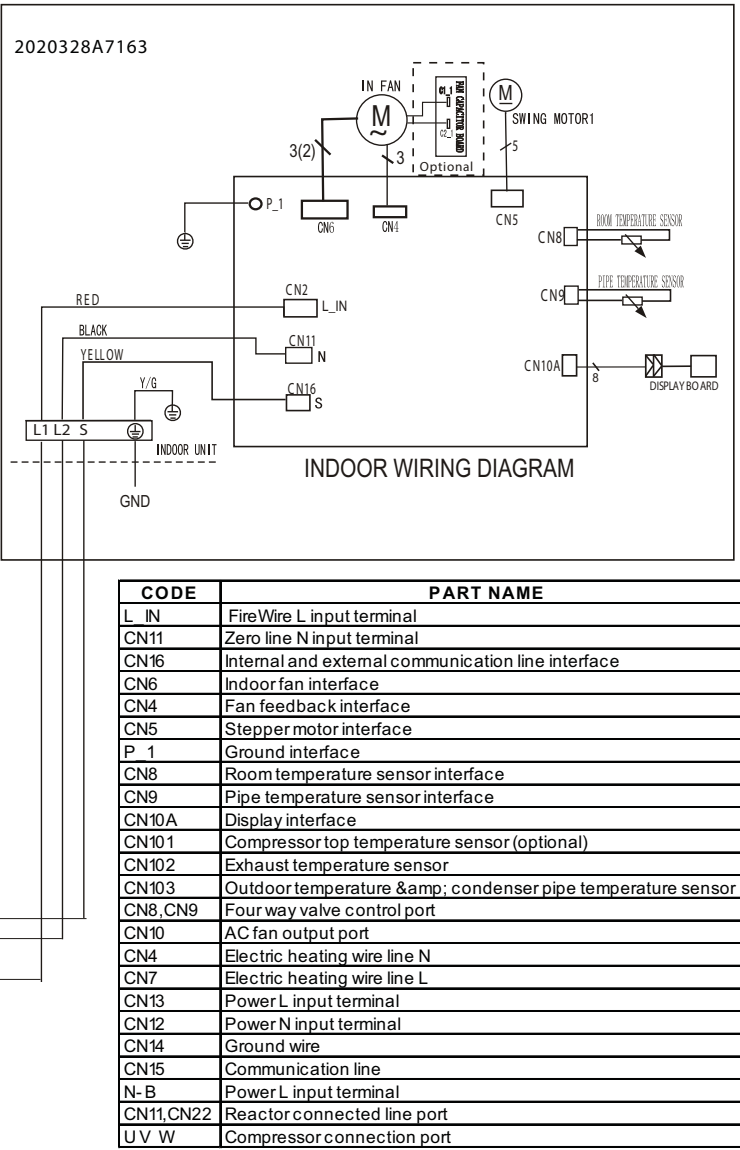 2020328A7163
IN FAN
M
~
C1_1
C2_1
FAN CAPACITOR BOARD
Optional
M
SWING MOTOR1
3(2)
3
5
P_1
CN6
CN4
CN5
CN8
ROOM TEMPERATURE SENSOR
CN9
PIPE TEMPERATURE SENSOR
CN2
L_IN
RED
BLACK
CN11
N
YELLOW
CN10A
8
DISPLAY BOARD
Y/G
CN16
S
L1 L2 S
INDOOR UNIT
INDOOR WIRING DIAGRAM
GND
CODE PART NAME
L_IN FireWire L input terminal
CN11 Zero line N input terminal
CN16 Internal and external communication line interface
CN6 Indoor fan interface
CN4 Fan feedback interface
CN5 Stepper motor interface
P_1 Ground interface
CN8 Room temperature sensor interface
CN9 Pipe temperature sensor interface
CN10A Display interface
CN101 Compressor top temperature sensor (optional)
CN102 Exhaust temperature sensor
CN103 Outdoor temperature &amp; condenser pipe temperature sensor
CN8,CN9 Four way valve control port
CN10 AC fan output port
CN4 Electric heating wire line N
CN7 Electric heating wire line L
CN13 Power L input terminal
CN12 Power N input terminal
CN14 Ground wire
CN15 Communication line
N-B Power L input terminal
CN11,CN22 Reactor connected line port
U V W Compressor connection port